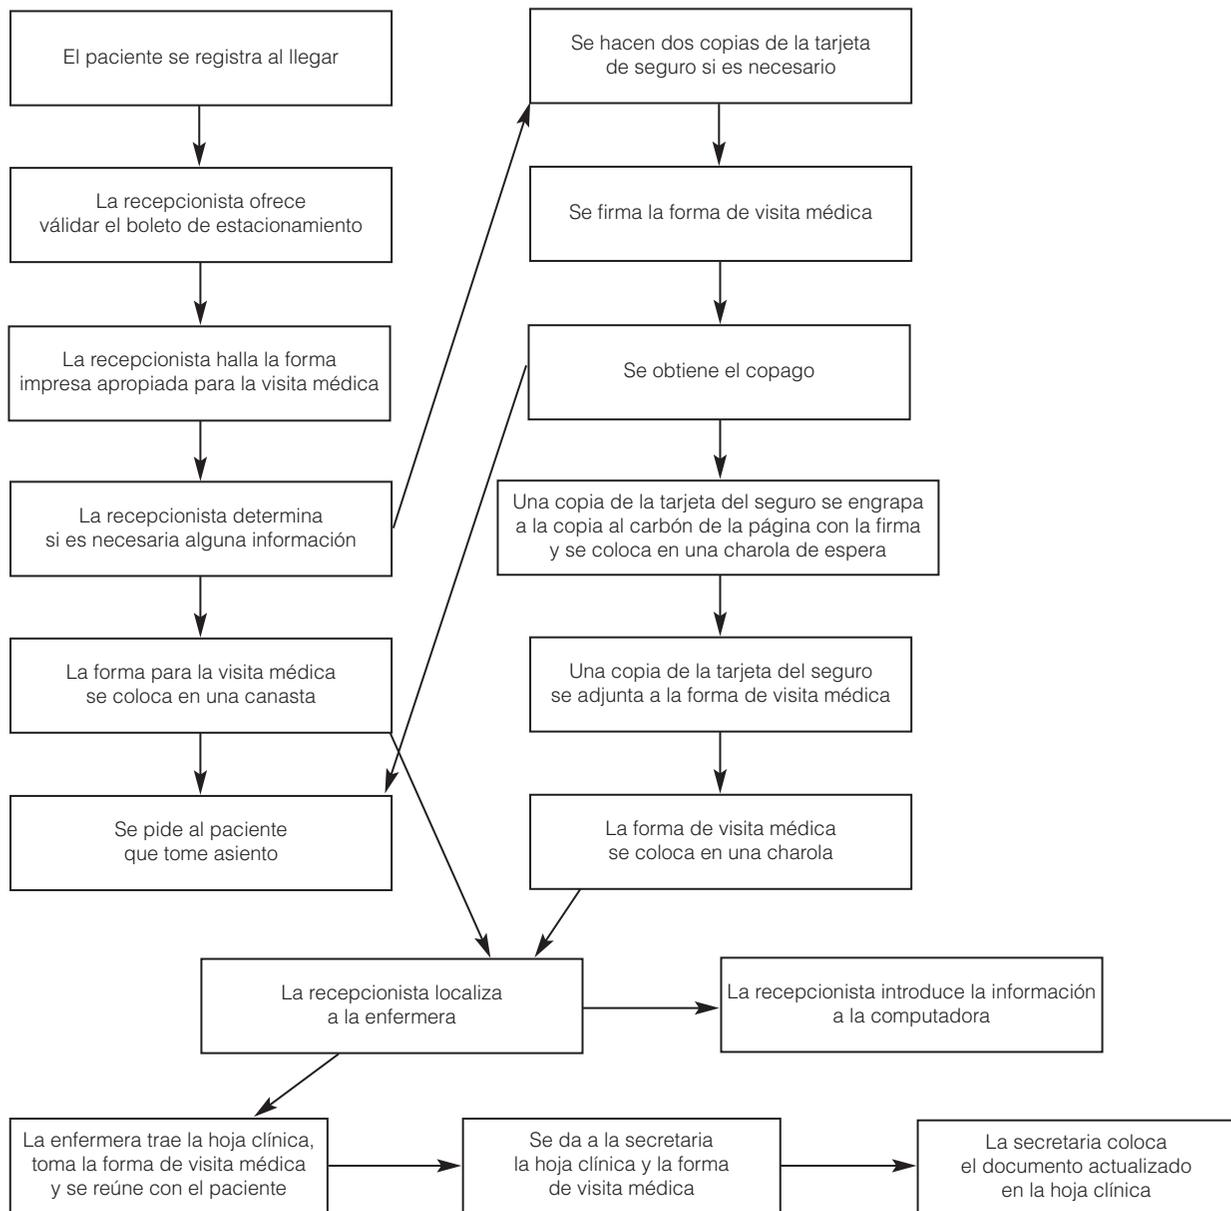 El paciente se registra al llegar
La recepcionista ofrece
válidar el boleto de estacionamiento
La recepcionista halla la forma
impresa apropiada para la visita médica
La recepcionista determina
si es necesaria alguna información
La forma para la visita médica
se coloca en una canasta
Se pide al paciente
que tome asiento
Se hacen dos copias de la tarjeta
de seguro si es necesario
Se firma la forma de visita médica
Se obtiene el copago
Una copia de la tarjeta del seguro se engrapa
a la copia al carbón de la página con la firma
y se coloca en una charola de espera
Una copia de la tarjeta del seguro
se adjunta a la forma de visita médica
La forma de visita médica
se coloca en una charola
La recepcionista localiza
a la enfermera
La recepcionista introduce la información
a la computadora
La enfermera trae la hoja clínica,
toma la forma de visita médica
y se reúne con el paciente
Se da a la secretaria
la hoja clínica y la forma
de visita médica
La secretaria coloca
el documento actualizado
en la hoja clínica